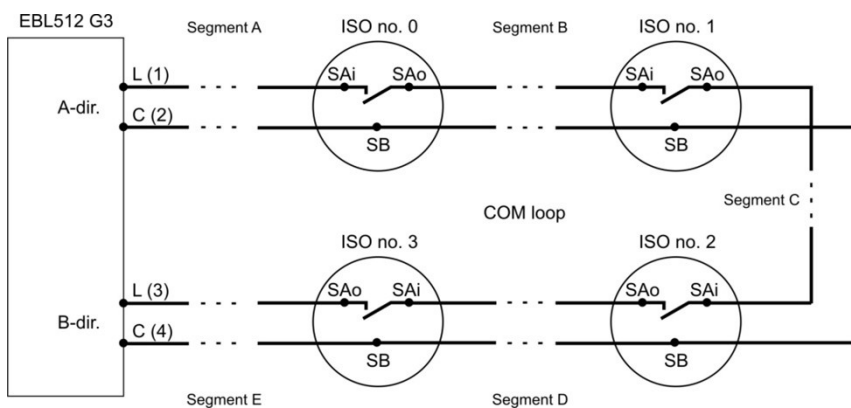 EBL512 G3
Segment A
ISO no. 0
Segment B
ISO no. 1
L (1)
SAi
SAo
SAi
SAo
A-dir.
C (2)
SB
SB
Segment C
COM loop
ISO no. 3
ISO no. 2
L (3)
SAo
SAi
SAo
SAi
B-dir.
C (4)
SB
SB
Segment E
Segment D